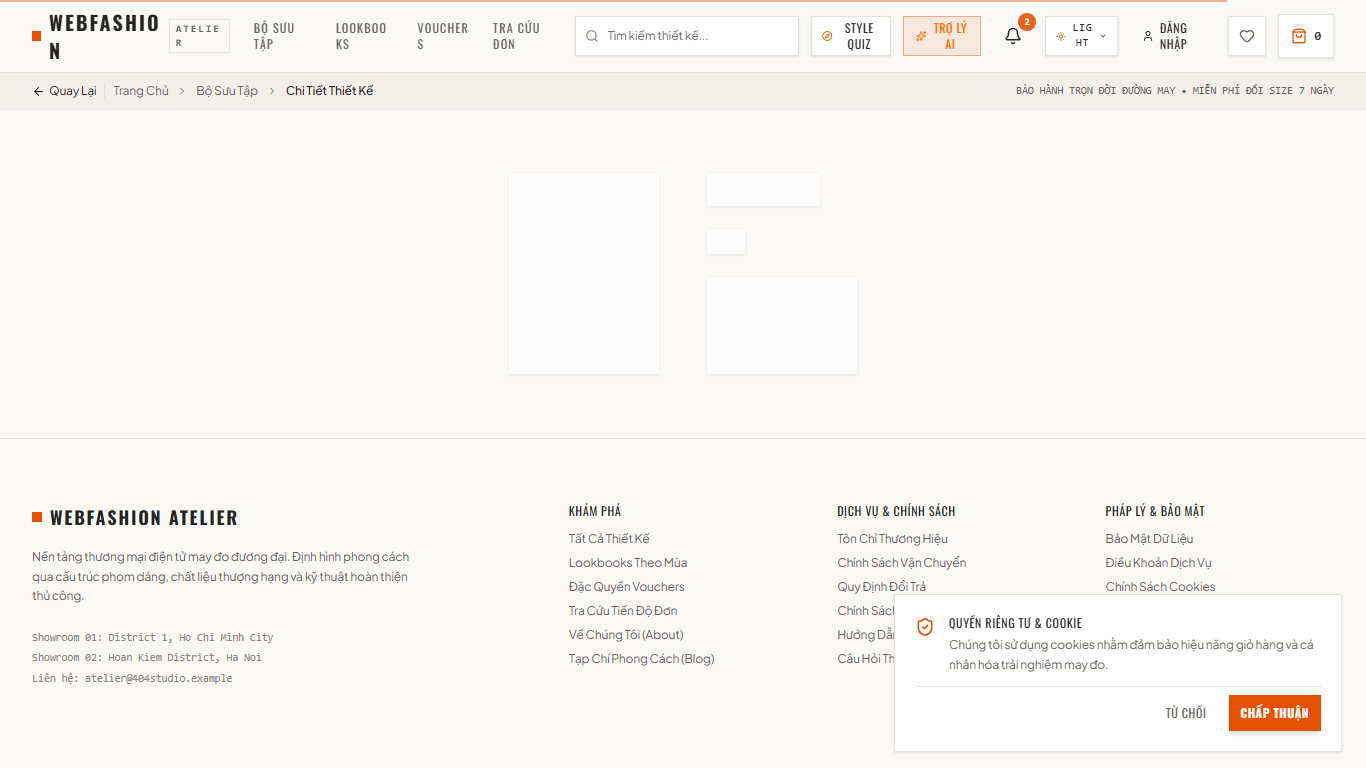 WEBFASHIO
N
ATELIE
R
BỘ SƯU
TẬP
LOOKBOO
KS
VOUCHER
S
TRA CỨU
ĐƠN
Tìm kiếm thiết kế...
STYLE
QUIZ
TRỢ LÝ
AI
2
LIG
HT
ĐĂNG
NHẬP
0
Quay Lại
Trang Chủ
Bộ Sưu Tập
Chi Tiết Thiết Kế
BẢO HÀNH TRỌN ĐỜI ĐƯỜNG MAY • MIỄN PHÍ ĐỔI SIZE 7 NGÀY
WEBFASHION ATELIER
Nền tảng thương mại điện tử may đo đương đại. Định hình phong cách
qua cấu trúc phom dáng, chất liệu thượng hạng và kỹ thuật hoàn thiện
thủ công.
Showroom 01: District 1, Ho Chi Minh City
Showroom 02: Hoan Kiem District, Ha Noi
Liên hệ: atelier@404studio.example
KHÁM PHÁ
Tất Cả Thiết Kế
Lookbooks Theo Mùa
Đặc Quyền Vouchers
Tra Cứu Tiến Độ Đơn
Về Chúng Tôi (About)
Tạp Chí Phong Cách (Blog)
DỊCH VỤ & CHÍNH SÁCH
Tôn Chỉ Thương Hiệu
Chính Sách Vận Chuyển
Quy Định Đổi Trả
Chính Sách
Hướng Dẫn
Câu Hỏi Th
PHÁP LÝ & BẢO MẬT
Bảo Mật Dữ Liệu
Điều Khoản Dịch Vụ
Chính Sách Cookies
QUYỀN RIÊNG TƯ & COOKIE
Chúng tôi sử dụng cookies nhằm đảm bảo hiệu năng giỏ hàng và cá
nhân hóa trải nghiệm may đo.
TỪ CHỐI
CHẤP THUẬN